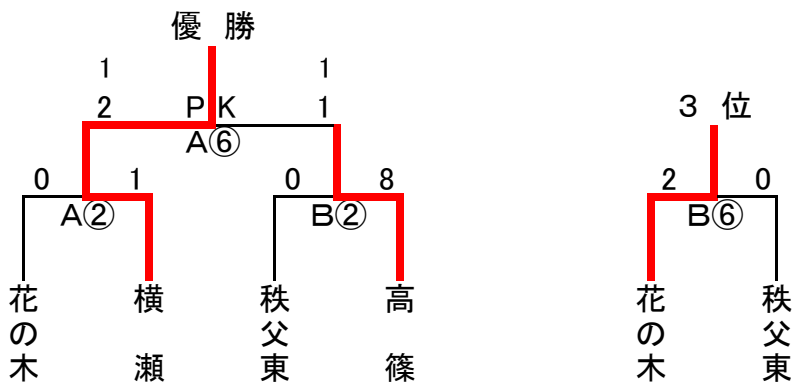 優 勝
1 1
2 PK 1
A⑥
3 位
0 1 0 8
2 0
A② B② B⑥
花の木 横瀬 秩父東 高篠 花の木 秩父東